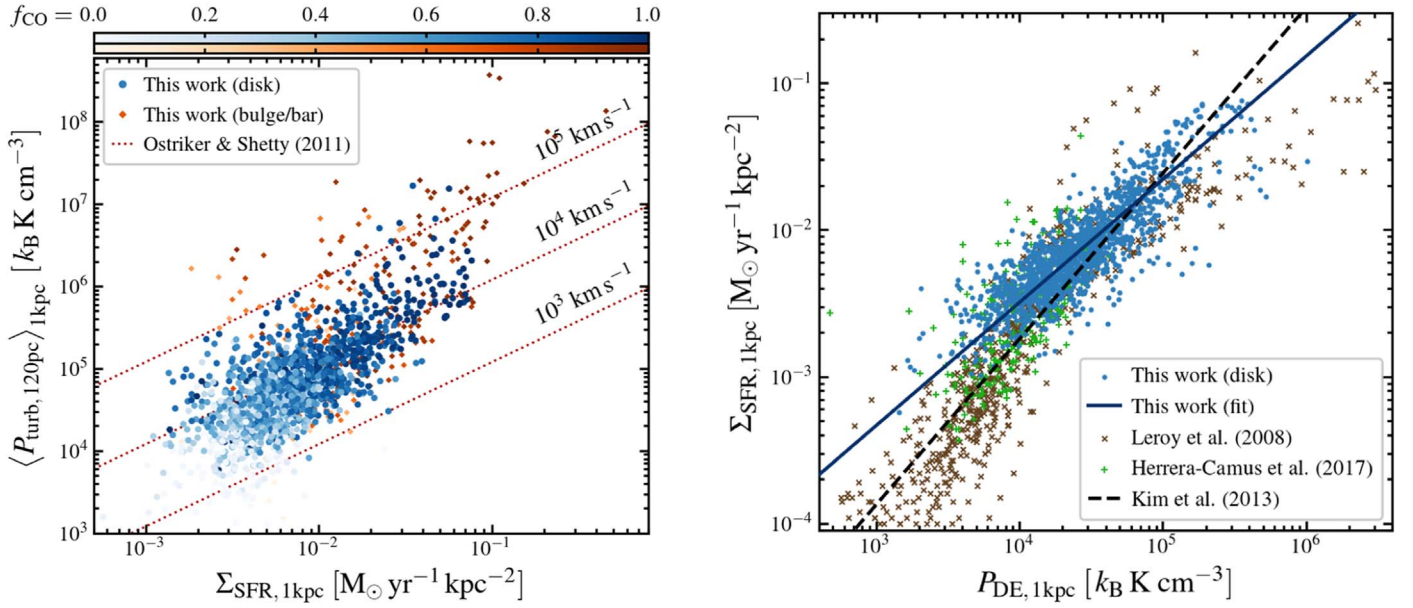 f_CO = 0.0 0.2 0.4 0.6 0.8 1.0
This work (disk)
This work (bulge/bar)
Ostriker & Shetty (2011)
10^5 km s^−1
10^4 km s^−1
10^3 km s^−1
10^8
10^7
10^6
10^5
10^4
10^3
⟨P_turb, 120pc⟩_1kpc [k_B K cm^−3]
10^−3 10^−2 10^−1
Σ_SFR, 1kpc [M_⊙ yr^−1 kpc^−2]
10^−1
10^−2
10^−3
10^−4
Σ_SFR, 1kpc [M_⊙ yr^−1 kpc^−2]
This work (disk)
This work (fit)
Leroy et al. (2008)
Herrera-Camus et al. (2017)
Kim et al. (2013)
10^3 10^4 10^5 10^6
P_DE, 1kpc [k_B K cm^−3]